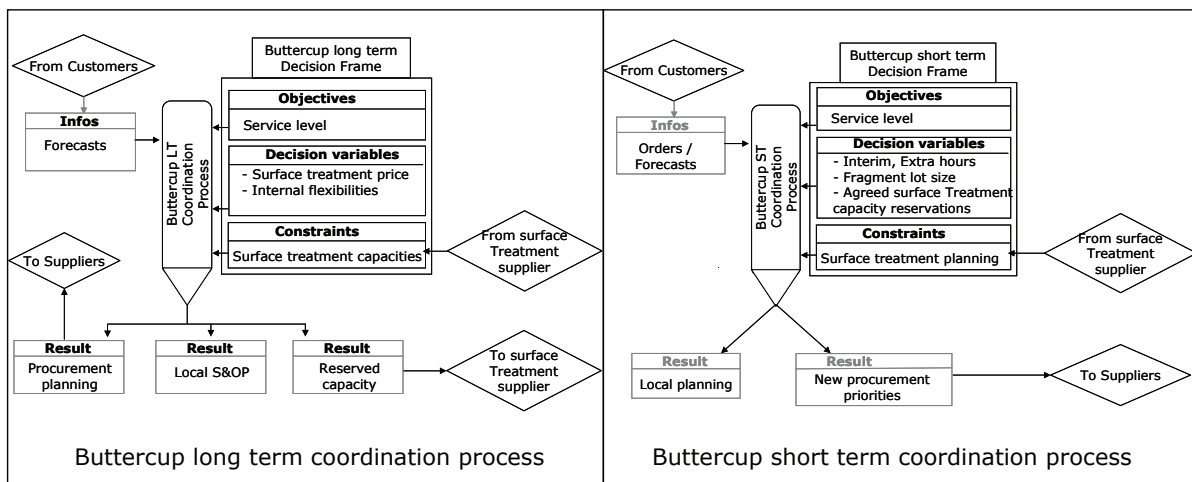 Buttercup long term
Decision Frame
From Customers
Objectives
Service level
Infos
Forecasts
Decision variables
- Surface treatment price
- Internal flexibilities
Buttercup LT
Coordination
Process
Constraints
Surface treatment capacities
From surface
Treatment
supplier
To Suppliers
Result
Procurement
planning
Result
Local S&OP
Result
Reserved
capacity
To surface
Treatment
supplier
Buttercup long term coordination process
Buttercup short term
Decision Frame
From Customers
Objectives
Service level
Infos
Orders /
Forecasts
Decision variables
- Interim, Extra hours
- Fragment lot size
- Agreed surface Treatment
capacity reservations
Buttercup ST
Coordination
Process
Constraints
Surface treatment planning
From surface
Treatment
supplier
Result
Local planning
Result
New procurement
priorities
To Suppliers
Buttercup short term coordination process